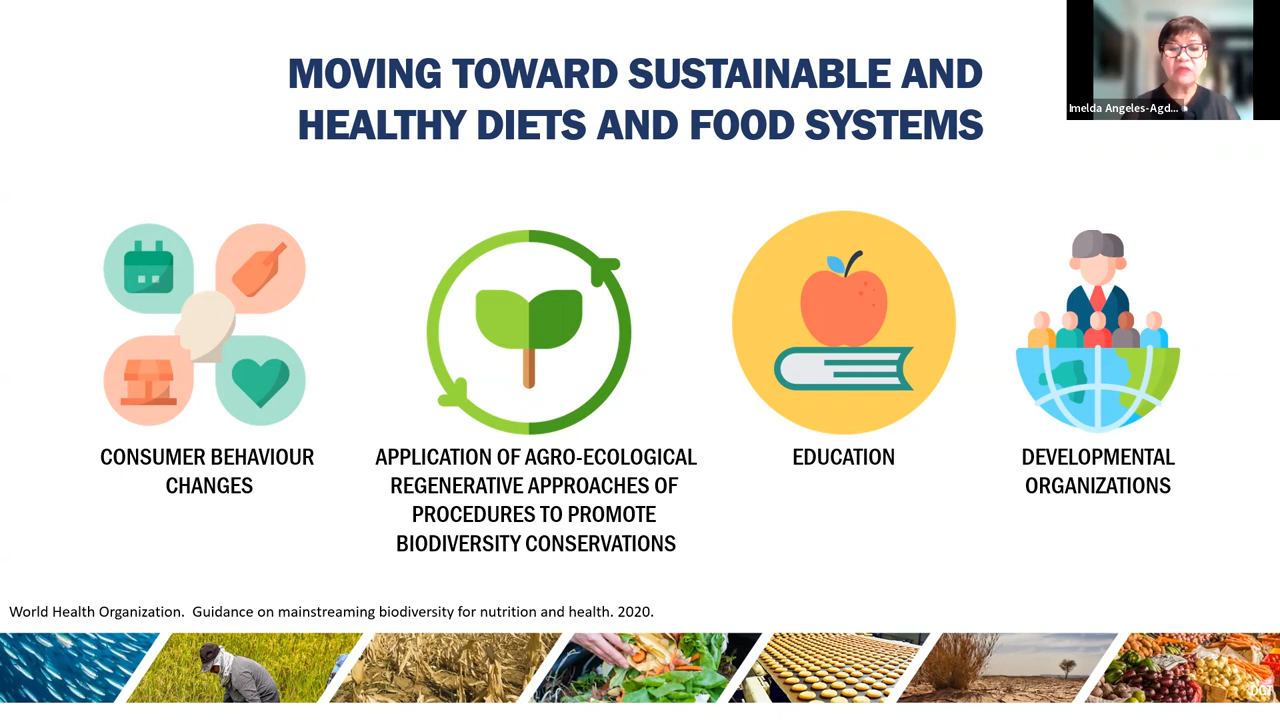 MOVING TOWARD SUSTAINABLE AND
HEALTHY DIETS AND FOOD SYSTEMS
Imelda Angeles-Agd...
CONSUMER BEHAVIOUR
CHANGES
APPLICATION OF AGRO-ECOLOGICAL
REGENERATIVE APPROACHES OF
PROCEDURES TO PROMOTE
BIODIVERSITY CONSERVATIONS
EDUCATION
DEVELOPMENTAL
ORGANIZATIONS
World Health Organization. Guidance on mainstreaming biodiversity for nutrition and health. 2020.